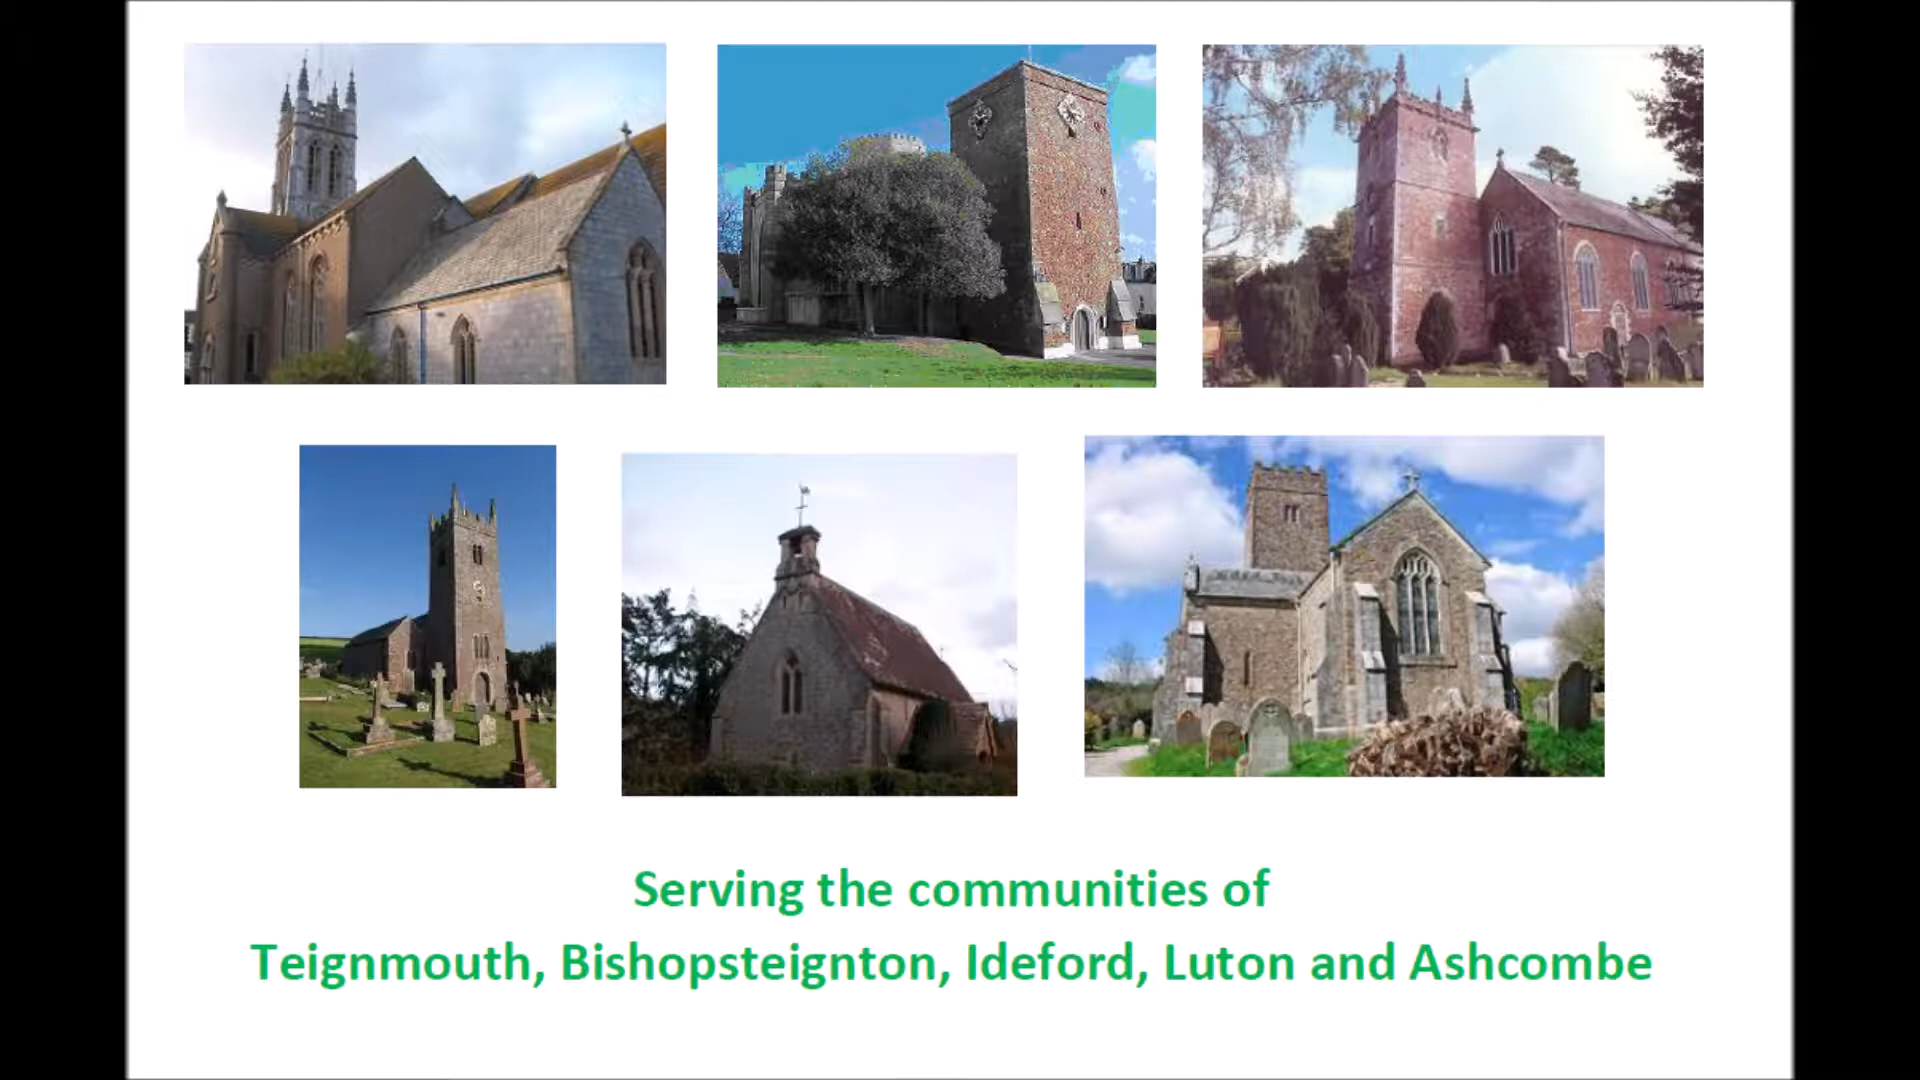 Serving the communities of
Teignmouth, Bishopsteignton, Ideford, Luton and Ashcombe